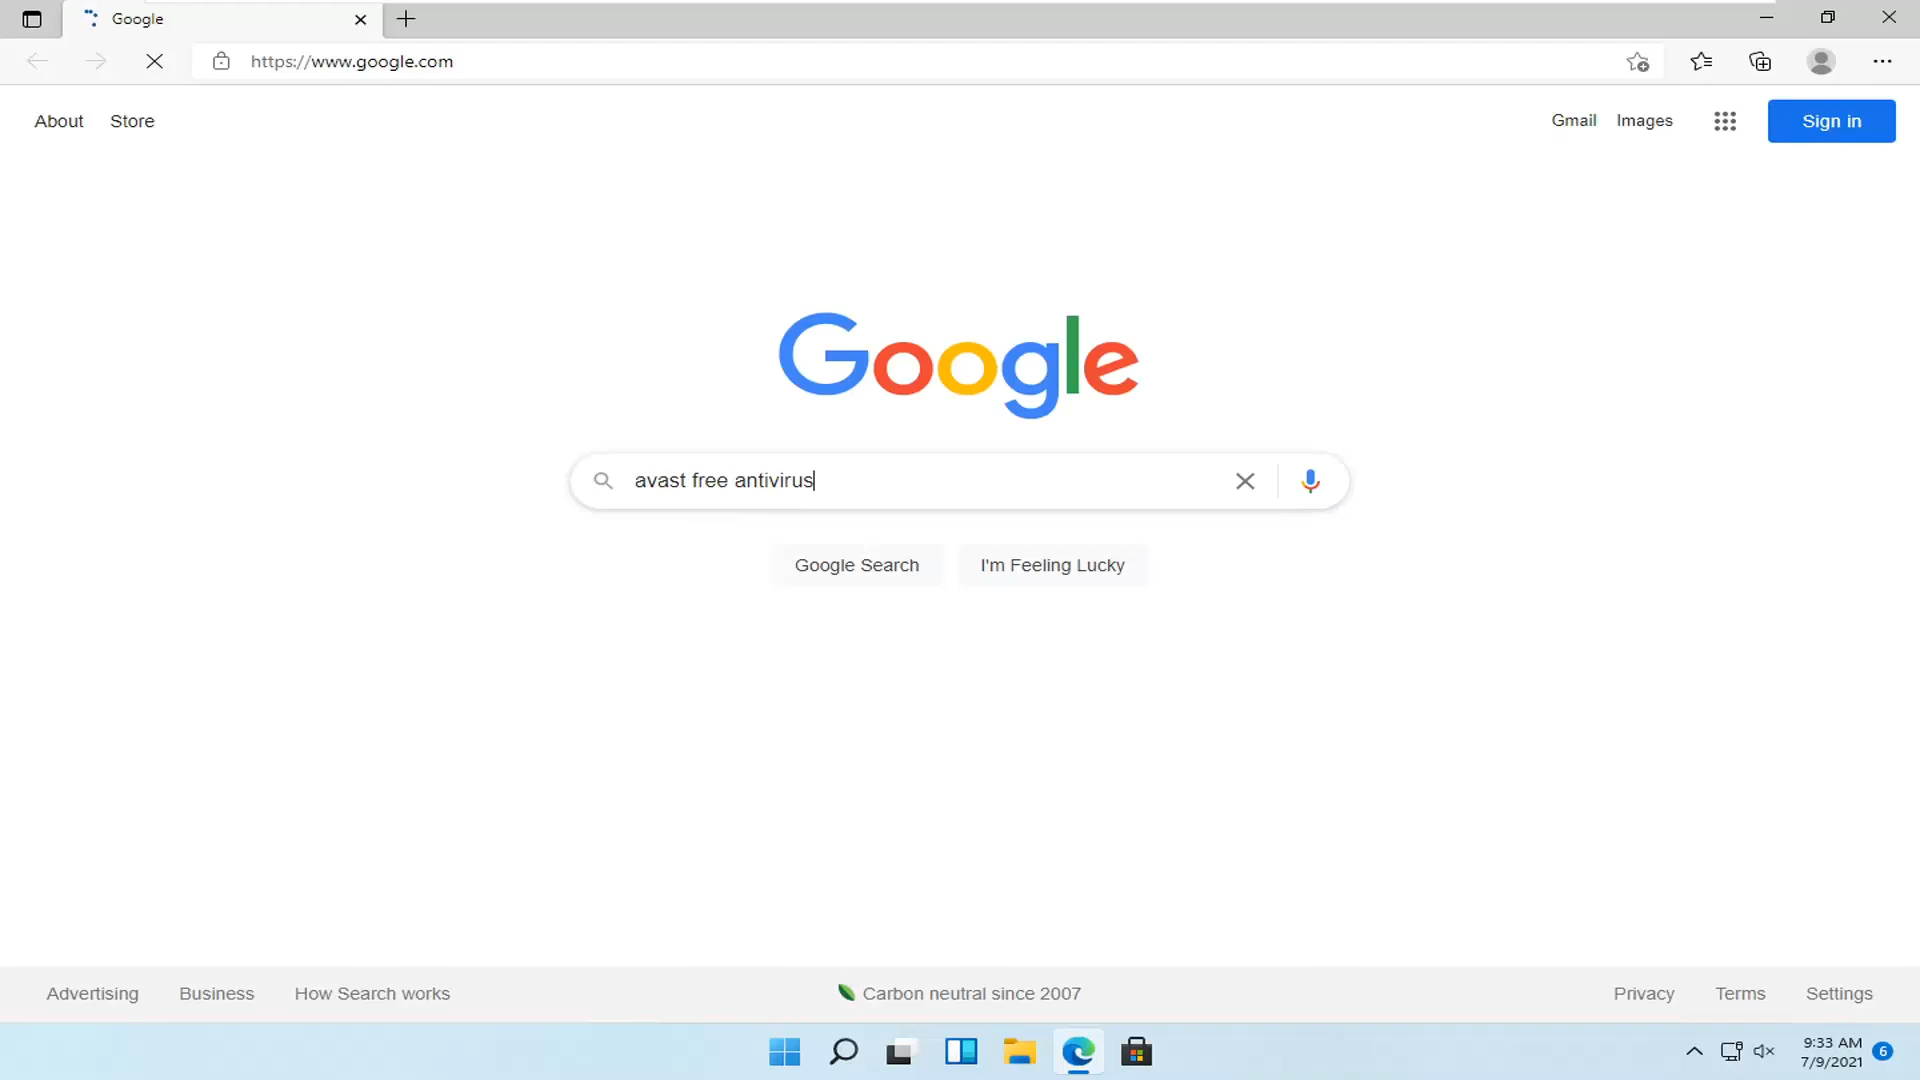 Google
https://www.google.com
About Store
Gmail Images Sign in
Google
avast free antivirus
Google Search I'm Feeling Lucky
Advertising Business How Search works
Carbon neutral since 2007
Privacy Terms Settings
9:33 AM
7/9/2021
6